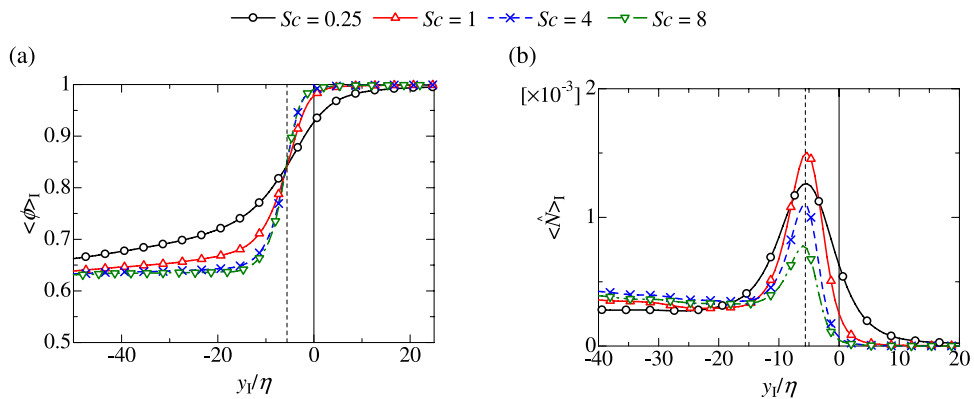 Sc = 0.25 Sc = 1 Sc = 4 Sc = 8
(a)
1
0.9
0.8
0.7
0.6
0.5
<ϕ>I
-40 -20 0 20
yI/η
(b)
[×10-3]
2
1
0
<N̂>I
-40 -30 -20 -10 0 10 20
yI/η